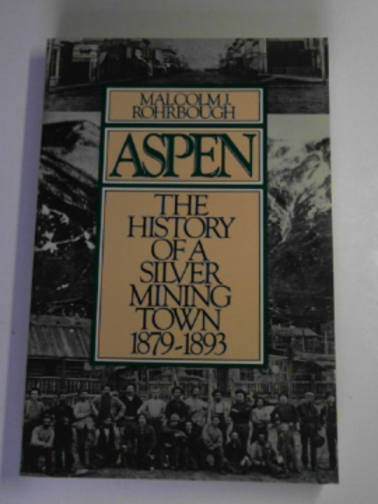 MALCOLM J.
ROHRBOUGH
ASPEN
THE
HISTORY
OF A
SILVER
MINING
TOWN
1879-1893